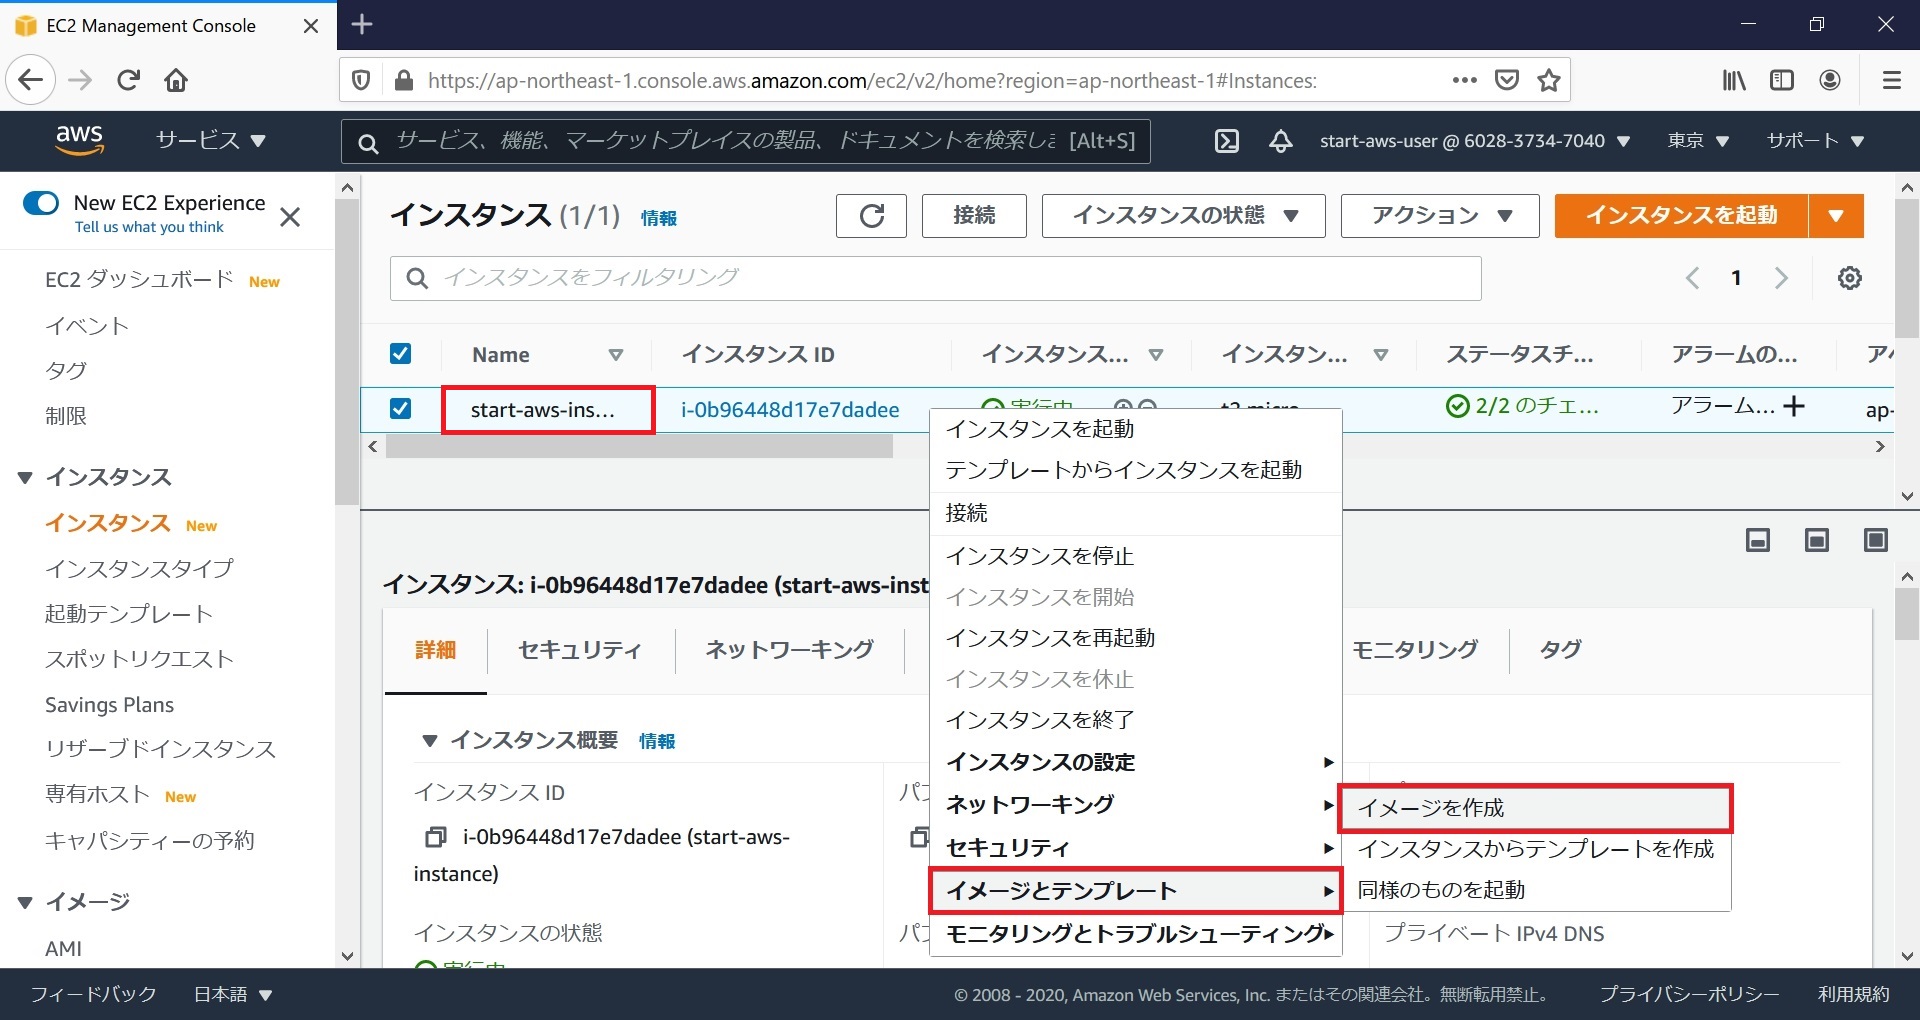 EC2 Management Console
https://ap-northeast-1.console.aws.amazon.com/ec2/v2/home?region=ap-northeast-1#Instances:
aws
サービス
サービス、機能、マーケットプレイスの製品、ドキュメントを検索しま
[Alt+S]
start-aws-user @ 6028-3734-7040
東京
サポート
New EC2 Experience
Tell us what you think
EC2 ダッシュボード New
イベント
タグ
制限
インスタンス
インスタンス New
インスタンスタイプ
起動テンプレート
スポットリクエスト
Savings Plans
リザーブドインスタンス
専有ホスト New
キャパシティーの予約
イメージ
AMI
インスタンス (1/1) 情報
接続
インスタンスの状態
アクション
インスタンスを起動
インスタンスをフィルタリング
1
Name
インスタンス ID
インスタンス...
インスタン...
ステータスチ...
アラームの...
start-aws-ins...
i-0b96448d17e7dadee
実行中
t2.micro
2/2 のチェ...
アラーム...
ap-
インスタンスを起動
テンプレートからインスタンスを起動
接続
インスタンスを停止
インスタンスを開始
インスタンスを再起動
インスタンスを休止
インスタンスを終了
インスタンスの設定
ネットワーキング
セキュリティ
イメージとテンプレート
モニタリングとトラブルシューティング
イメージを作成
インスタンスからテンプレートを作成
同様のものを起動
インスタンス: i-0b96448d17e7dadee (start-aws-inst
詳細
セキュリティ
ネットワーキング
モニタリング
タグ
インスタンス概要 情報
インスタンス ID
i-0b96448d17e7dadee (start-aws-
instance)
インスタンスの状態
実行中
パブ
パブ
プライベート IPv4 DNS
フィードバック
日本語
© 2008 - 2020, Amazon Web Services, Inc. またはその関連会社。無断転用禁止。
プライバシーポリシー
利用規約